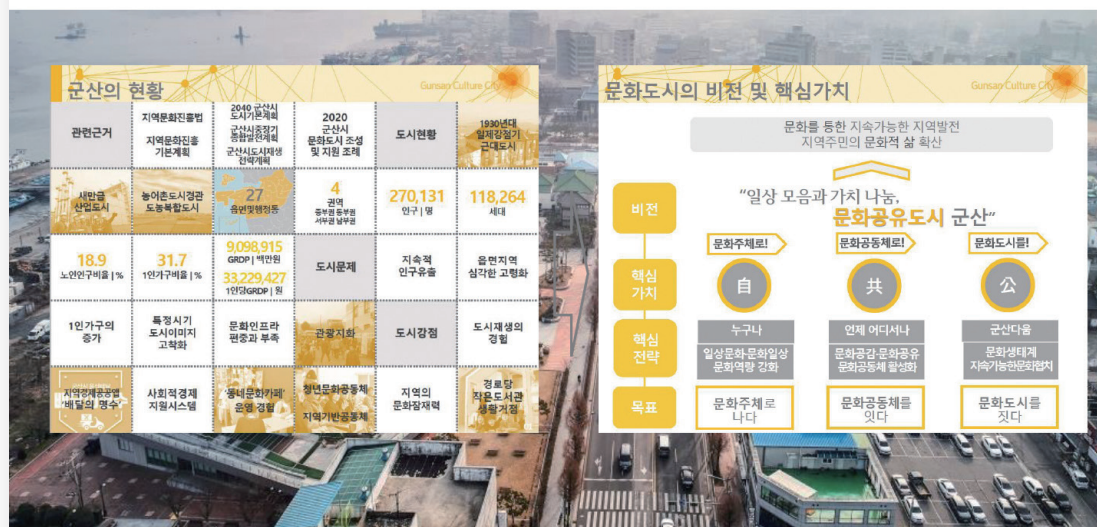 군산의 현황
Gunsan Culture City
관련근거
지역문화진흥법
지역문화진흥
기본계획
2040 군산시
도시기본계획
군산시중장기
종합발전계획
군산시도시재생
전략계획
2020
군산시
문화도시 조성
및 지원 조례
도시현황
1930년대
일제강점기
근대도시
새만금
산업도시
농어촌도시경관
도농복합도시
27
읍면및행정동
4
권역
중부권 동부권
서부권 남부권
270,131
인구 | 명
118,264
세대
18.9
노인인구비율 | %
31.7
1인가구비율 | %
9,098,915
GRDP | 백만원
33,229,427
1인당GRDP | 원
도시문제
지속적
인구유출
읍면지역
심각한 고령화
1인가구의
증가
특정시기
도시이미지
고착화
문화인프라
편중과 부족
관광지화
도시강점
도시재생의
경험
지역경제공공앱
'배달의 명수'
사회적경제
지원시스템
'동네문화카페'
운영 경험
청년문화공동체
지역기반공동체
지역의
문화잠재력
경로당
작은도서관
생활거점
문화도시의 비전 및 핵심가치
Gunsan Culture City
문화를 통한 지속가능한 지역발전
지역주민의 문화적 삶 확산
비전
"일상 모음과 가치 나눔,
문화공유도시 군산"
문화주체로!
문화공동체로!
문화도시를!
핵심
가치
自
共
公
핵심
전략
누구나
언제 어디서나
군산다움
일상문화·문화일상
문화역량 강화
문화공감·문화공유
문화공동체 활성화
문화생태계
지속가능한문화협치
목표
문화주체로
나다
문화공동체를
잇다
문화도시를
짓다